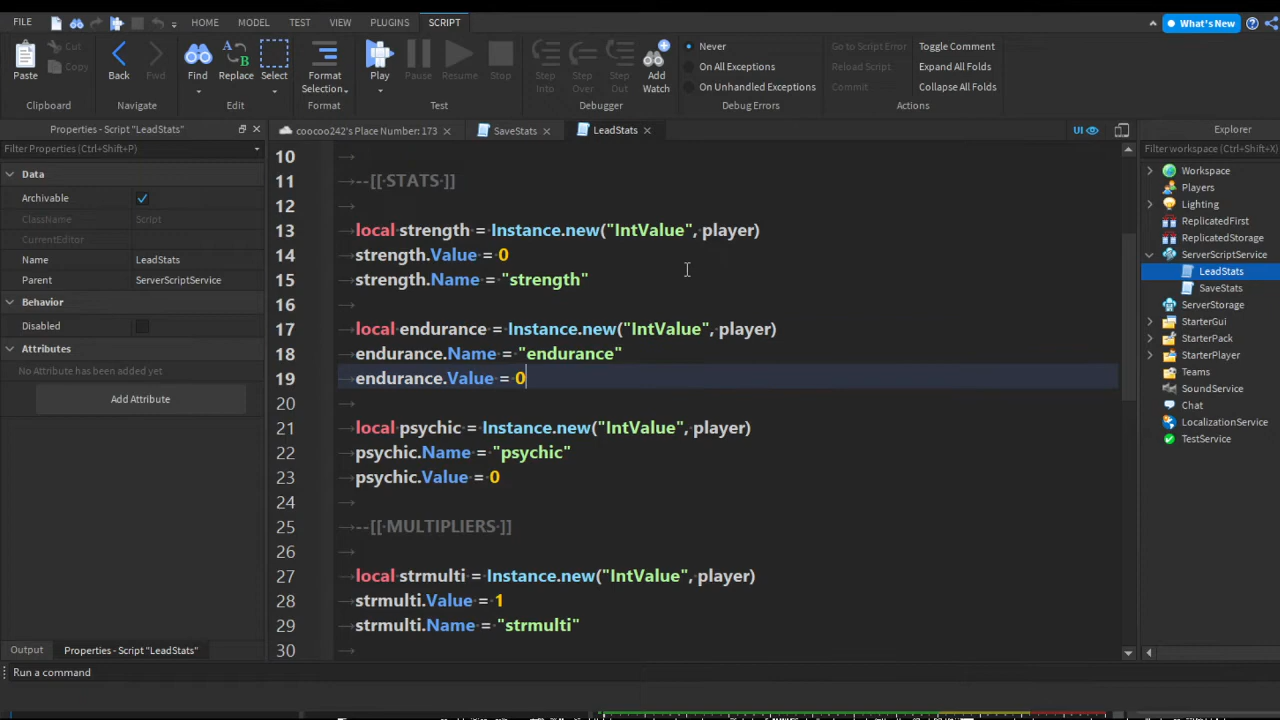 FILE
HOME MODEL TEST VIEW PLUGINS SCRIPT
What's New
Paste
Cut
Copy
Clipboard
Back Fwd
Navigate
Find Replace Select
Edit
Format Selection
Format
Play Pause Resume Stop
Test
Step Into Step Over Step Out Add Watch
Debugger
Never
On All Exceptions
On Unhandled Exceptions
Debug Errors
Go to Script Error
Reload Script
Commit
Toggle Comment
Expand All Folds
Collapse All Folds
Actions
Properties - Script "LeadStats"
Filter Properties (Ctrl+Shift+P)
Data
Archivable
ClassName Script
CurrentEditor
Name LeadStats
Parent ServerScriptService
Behavior
Disabled
Attributes
No Attribute has been added yet
Add Attribute
Output Properties - Script "LeadStats"
coocoo242's Place Number: 173 SaveStats LeadStats UI
10
11 --[[ STATS ]]
12
13 local strength = Instance.new("IntValue", player)
14 strength.Value = 0
15 strength.Name = "strength"
16
17 local endurance = Instance.new("IntValue", player)
18 endurance.Name = "endurance"
19 endurance.Value = 0
20
21 local psychic = Instance.new("IntValue", player)
22 psychic.Name = "psychic"
23 psychic.Value = 0
24
25 --[[ MULTIPLIERS ]]
26
27 local strmulti = Instance.new("IntValue", player)
28 strmulti.Value = 1
29 strmulti.Name = "strmulti"
30
Explorer
Filter workspace (Ctrl+Shift+X)
Workspace
Players
Lighting
ReplicatedFirst
ReplicatedStorage
ServerScriptService
LeadStats
SaveStats
ServerStorage
StarterGui
StarterPack
StarterPlayer
Teams
SoundService
Chat
LocalizationService
TestService
Run a command